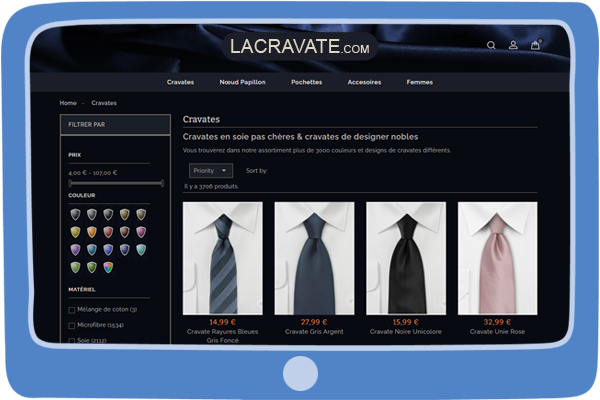 LACRAVATE.COM
Cravates Nœud Papillon Pochettes Accesoires Femmes
Home - Cravates
FILTRER PAR
PRIX
4,00 € - 107,00 €
COULEUR
MATÉRIEL
Mélange de coton (3)
Microfibre (1534)
Soie (2112)
Cravates
Cravates en soie pas chères & cravates de designer nobles
Vous trouverez dans notre assortiment plus de 3000 couleurs et designs de cravates différents.
Priority Sort by:
Il y a 3706 produits.
14,99 € 27,99 € 15,99 € 32,99 €
Cravate Rayures Bleues Cravate Gris Argent Cravate Noire Unicolore Cravate Unie Rose
Gris Foncé